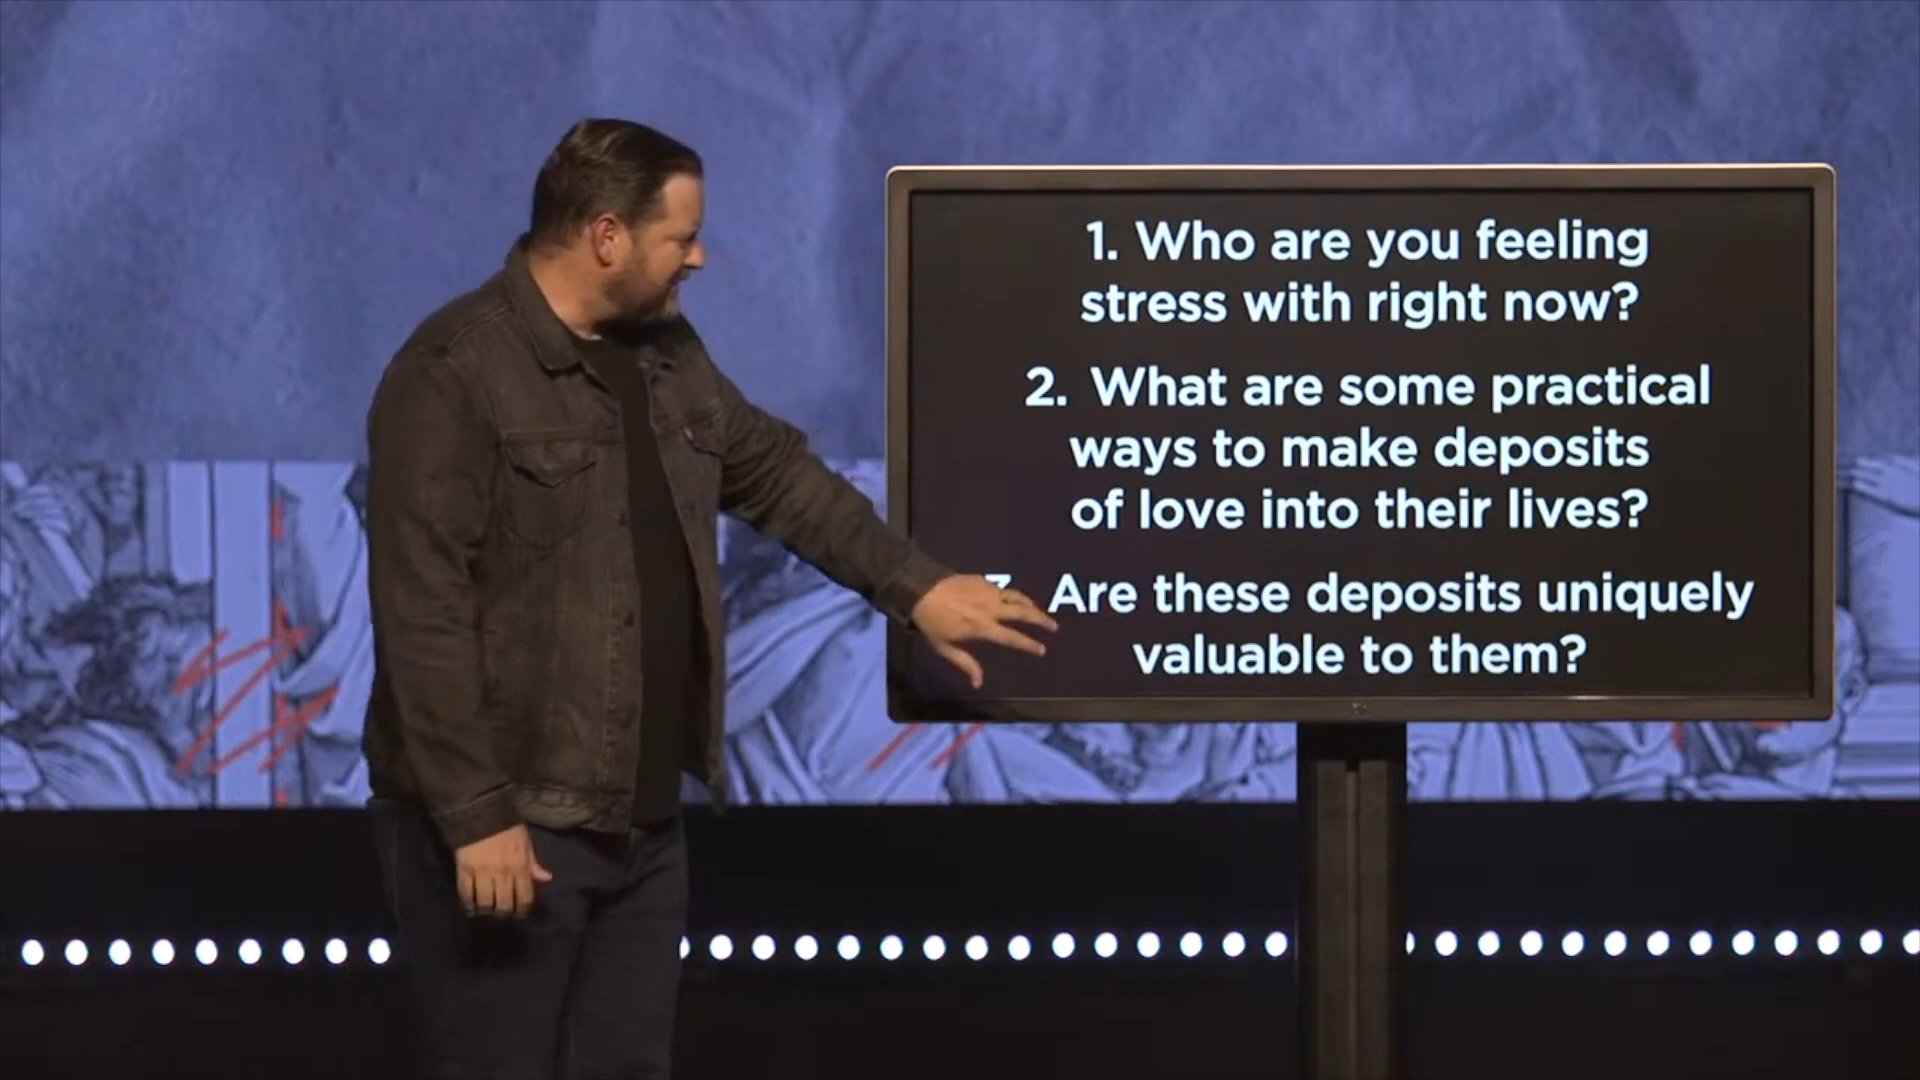 1. Who are you feeling
stress with right now?
2. What are some practical
ways to make deposits
of love into their lives?
3. Are these deposits uniquely
valuable to them?